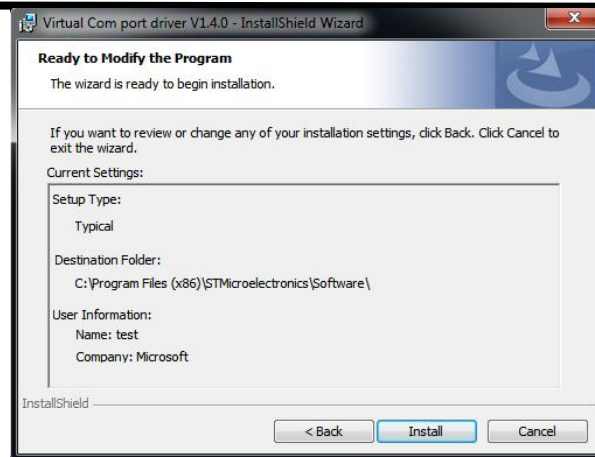 Virtual Com port driver V1.4.0 - InstallShield Wizard
Ready to Modify the Program
The wizard is ready to begin installation.
If you want to review or change any of your installation settings, click Back. Click Cancel to
exit the wizard.
Current Settings:
Setup Type:
Typical
Destination Folder:
C:\Program Files (x86)\STMicroelectronics\Software\
User Information:
Name: test
Company: Microsoft
InstallShield
< Back Install Cancel